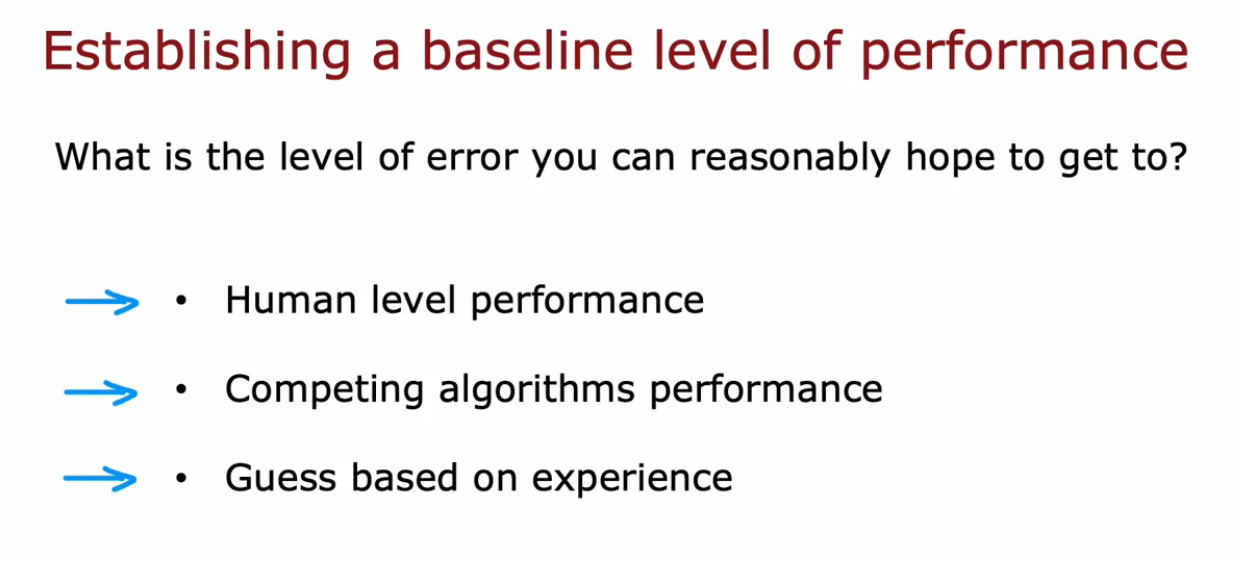 Establishing a baseline level of performance
What is the level of error you can reasonably hope to get to?
• Human level performance
• Competing algorithms performance
• Guess based on experience